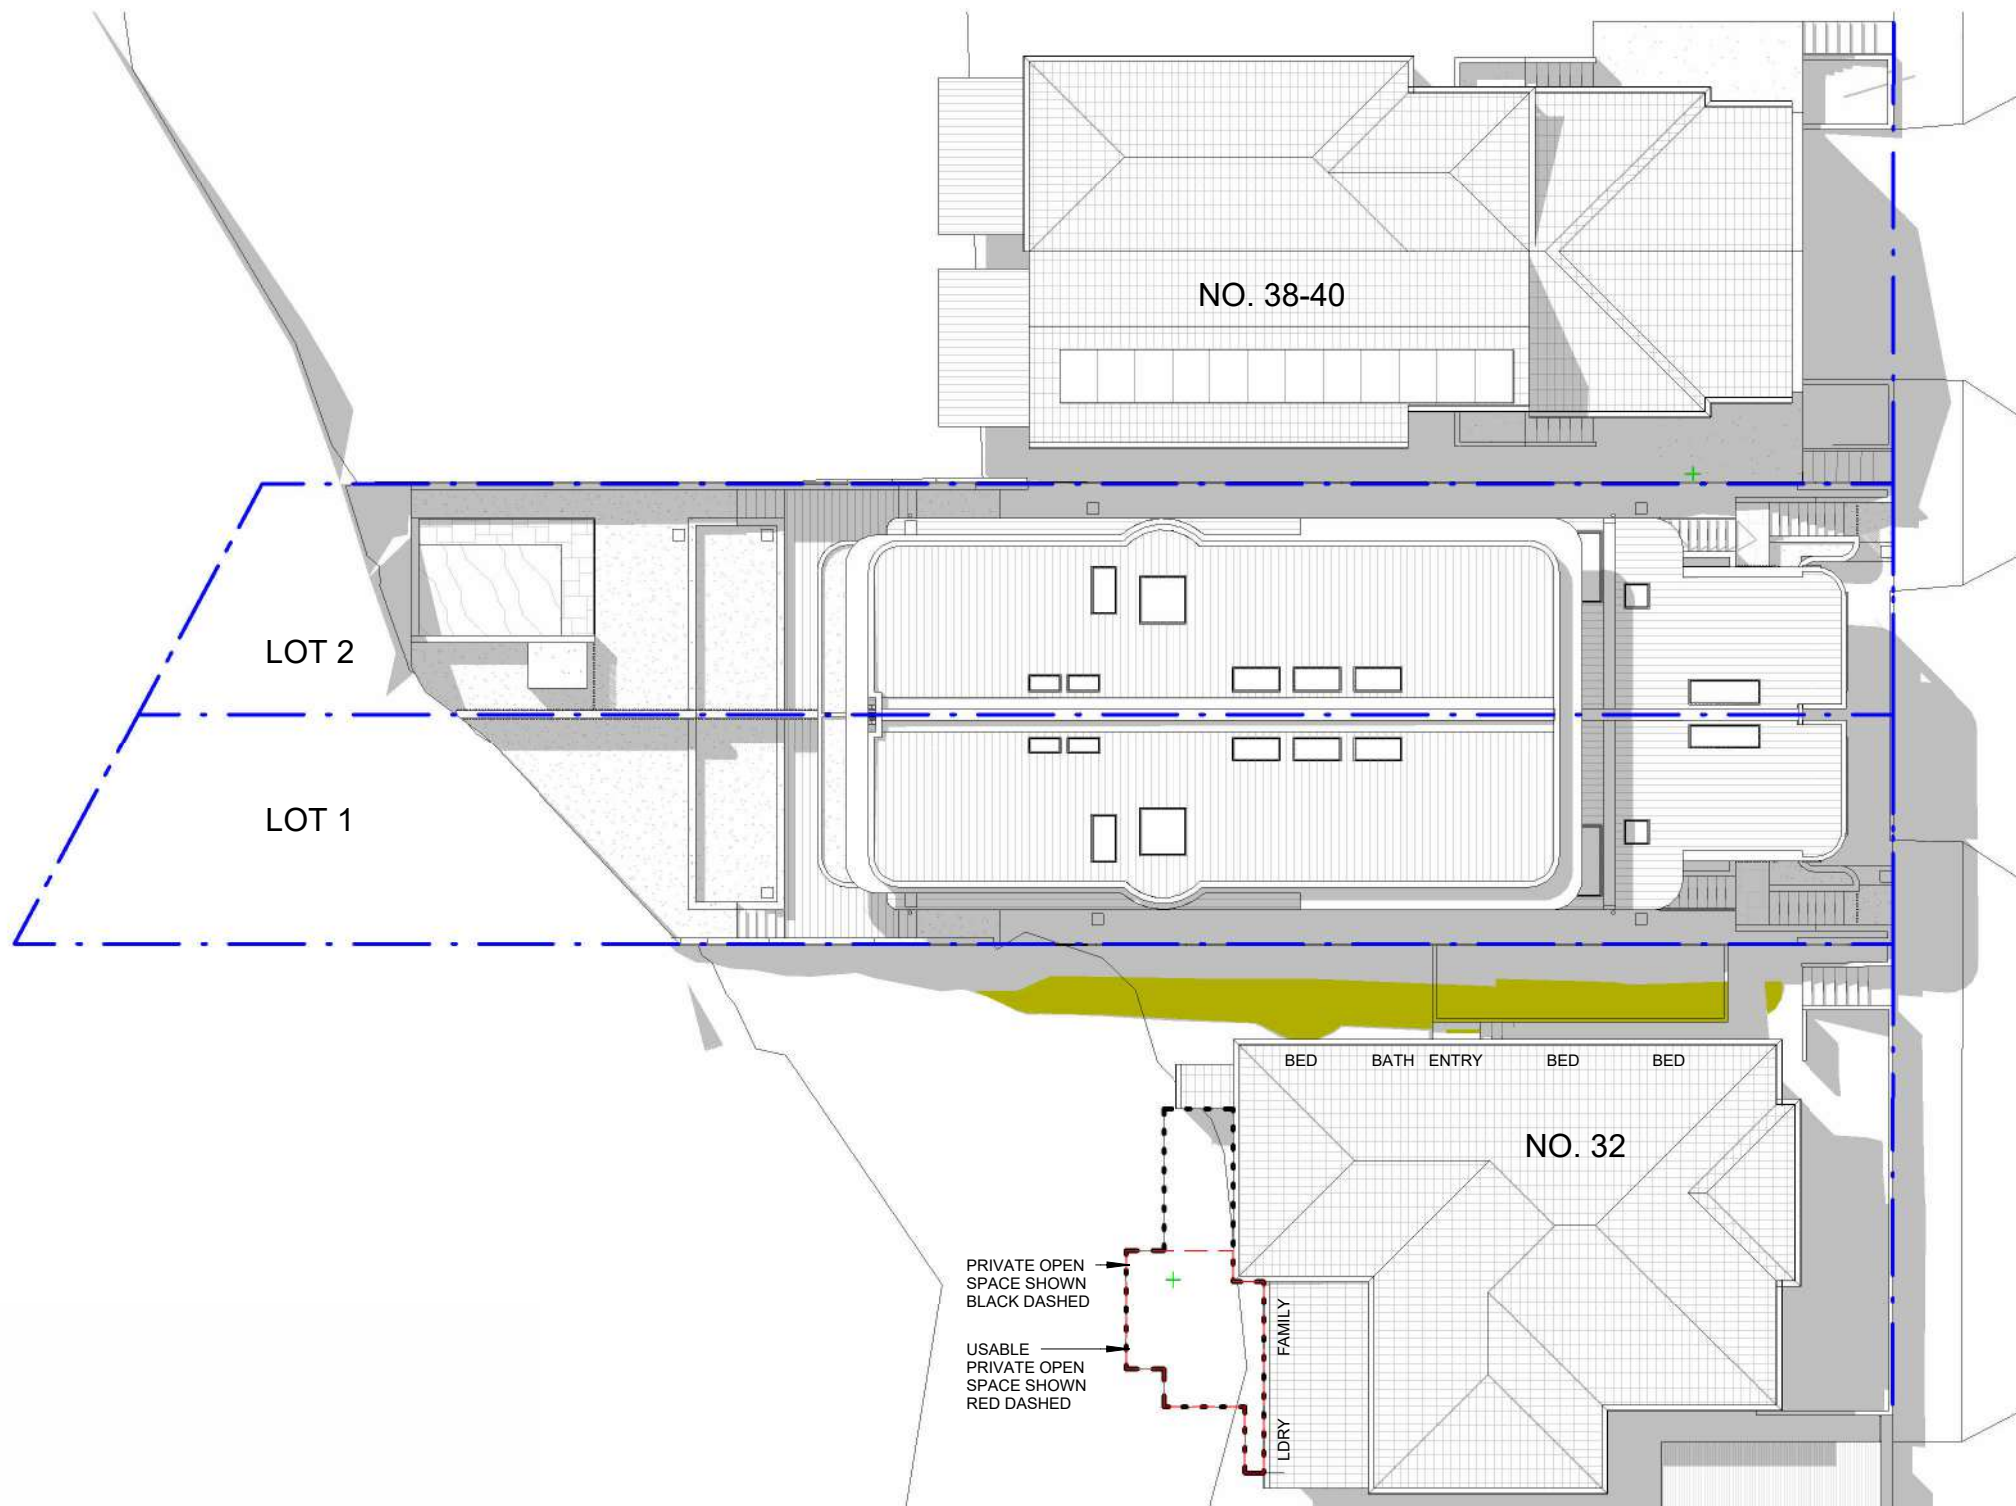 NO. 38-40
LOT 2
LOT 1
BED
BATH
ENTRY
BED
BED
NO. 32
PRIVATE OPEN
SPACE SHOWN
BLACK DASHED
USABLE
PRIVATE OPEN
SPACE SHOWN
RED DASHED
FAMILY
LDRY